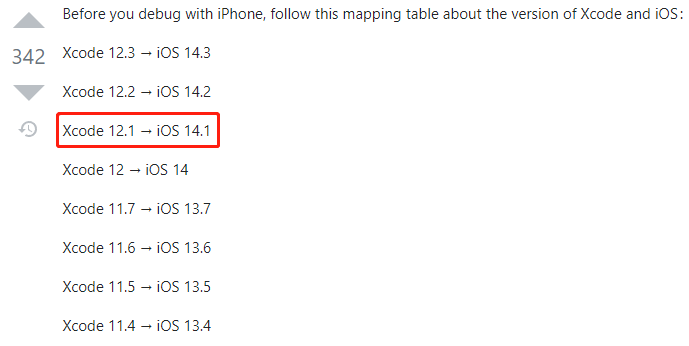 Before you debug with iPhone, follow this mapping table about the version of Xcode and iOS:
342
Xcode 12.3 → iOS 14.3
Xcode 12.2 → iOS 14.2
Xcode 12.1 → iOS 14.1
Xcode 12 → iOS 14
Xcode 11.7 → iOS 13.7
Xcode 11.6 → iOS 13.6
Xcode 11.5 → iOS 13.5
Xcode 11.4 → iOS 13.4